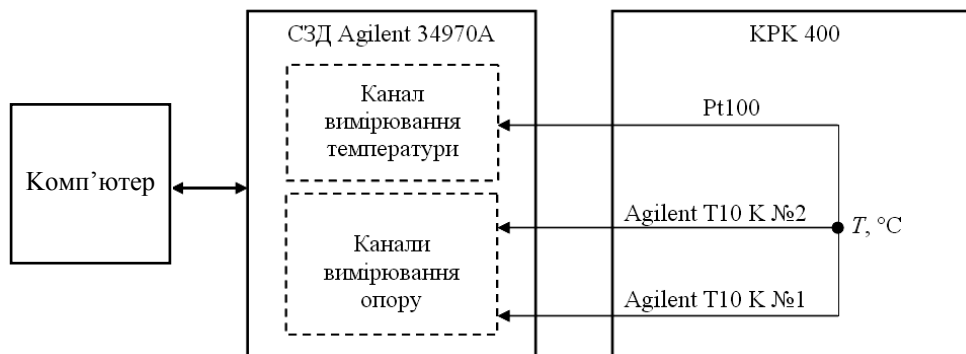 СЗД Agilent 34970A
КРК 400
Канал
вимірювання
температури
Pt100
Комп’ютер
Agilent T10 K №2
T, °C
Канали
вимірювання
опору
Agilent T10 K №1